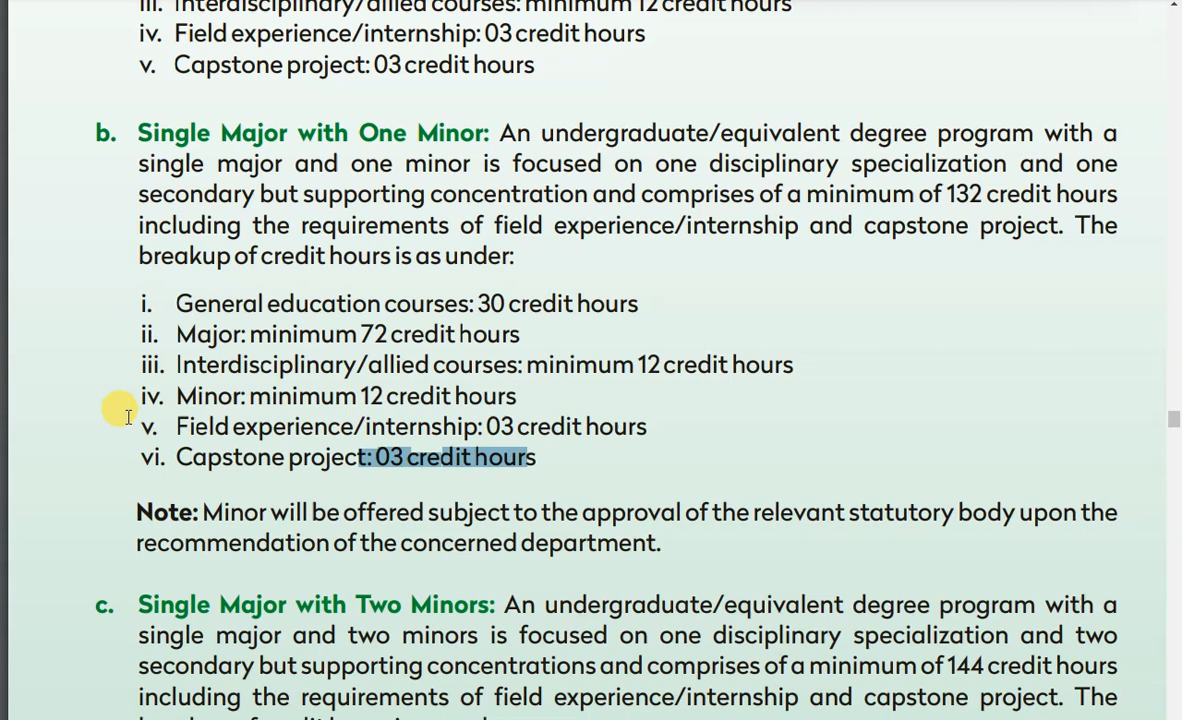 iii. Interdisciplinary/allied courses: minimum 12 credit hours
iv. Field experience/internship: 03 credit hours
v. Capstone project: 03 credit hours
b. Single Major with One Minor: An undergraduate/equivalent degree program with a
single major and one minor is focused on one disciplinary specialization and one
secondary but supporting concentration and comprises of a minimum of 132 credit hours
including the requirements of field experience/internship and capstone project. The
breakup of credit hours is as under:
i. General education courses: 30 credit hours
ii. Major: minimum 72 credit hours
iii. Interdisciplinary/allied courses: minimum 12 credit hours
iv. Minor: minimum 12 credit hours
v. Field experience/internship: 03 credit hours
vi. Capstone project: 03 credit hours
Note: Minor will be offered subject to the approval of the relevant statutory body upon the
recommendation of the concerned department.
c. Single Major with Two Minors: An undergraduate/equivalent degree program with a
single major and two minors is focused on one disciplinary specialization and two
secondary but supporting concentrations and comprises of a minimum of 144 credit hours
including the requirements of field experience/internship and capstone project. The